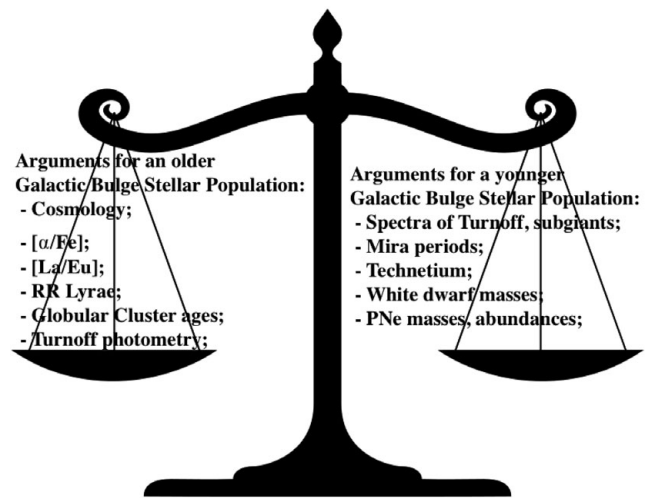 Arguments for an older
Galactic Bulge Stellar Population:
- Cosmology;
- [α/Fe];
- [La/Eu];
- RR Lyrae;
- Globular Cluster ages;
- Turnoff photometry;
Arguments for a younger
Galactic Bulge Stellar Population:
- Spectra of Turnoff, subgiants;
- Mira periods;
- Technetium;
- White dwarf masses;
- PNe masses, abundances;